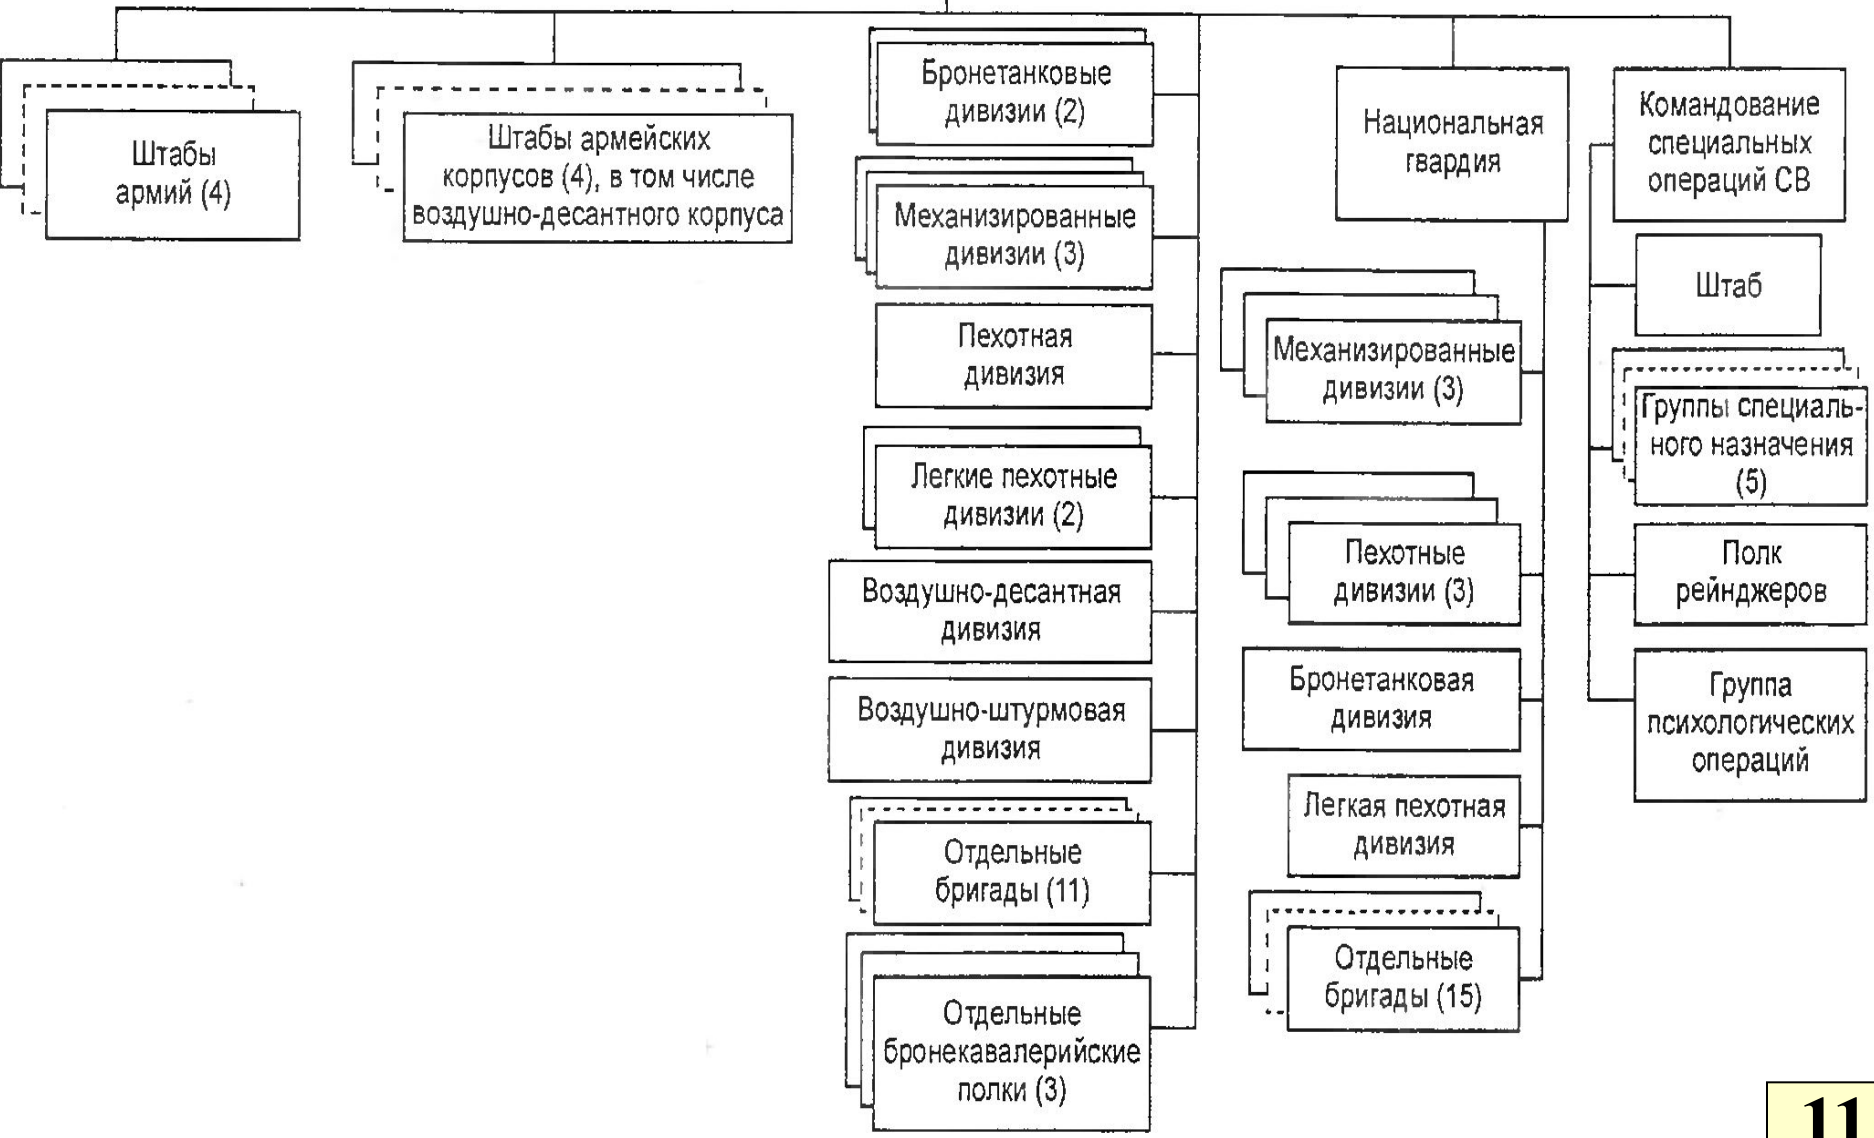 Штабы
армий (4)
Штабы армейских
корпусов (4), в том числе
воздушно-десантного корпуса
Бронетанковые
дивизии (2)
Механизированные
дивизии (3)
Пехотная
дивизия
Легкие пехотные
дивизии (2)
Воздушно-десантная
дивизия
Воздушно-штурмовая
дивизия
Отдельные
бригады (11)
Отдельные
бронекавалерийские
полки (3)
Национальная
гвардия
Механизированные
дивизии (3)
Пехотные
дивизии (3)
Бронетанковая
дивизия
Легкая пехотная
дивизия
Отдельные
бригады (15)
Командование
специальных
операций СВ
Штаб
Группы специаль-
ного назначения
(5)
Полк
рейнджеров
Группа
психологических
операций
11